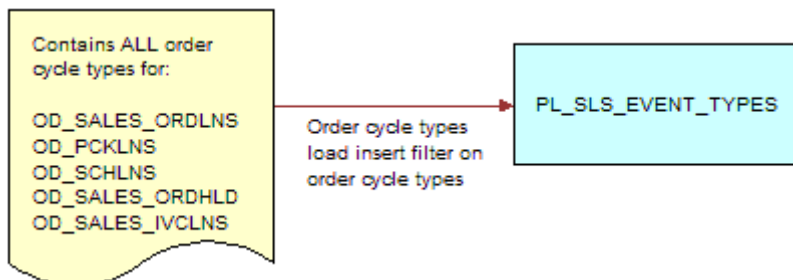 Contains ALL order
cycle types for:
OD_SALES_ORDLNS
OD_PCKLNS
OD_SCHLNS
OD_SALES_ORDHLD
OD_SALES_IVCLNS
Order cycle types
load insert filter on
order cycle types
PL_SLS_EVENT_TYPES